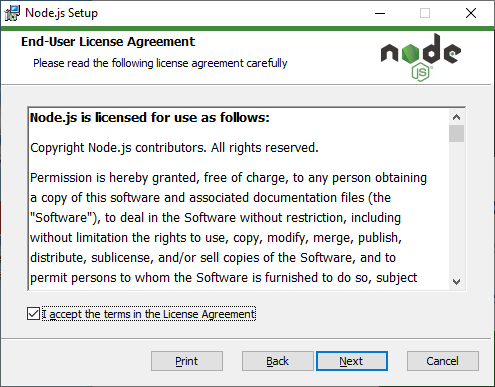 Node.js Setup
End-User License Agreement
Please read the following license agreement carefully
node
JS
Node.js is licensed for use as follows:
Copyright Node.js contributors. All rights reserved.
Permission is hereby granted, free of charge, to any person obtaining
a copy of this software and associated documentation files (the
"Software"), to deal in the Software without restriction, including
without limitation the rights to use, copy, modify, merge, publish,
distribute, sublicense, and/or sell copies of the Software, and to
permit persons to whom the Software is furnished to do so, subject
I accept the terms in the License Agreement
Print Back Next Cancel